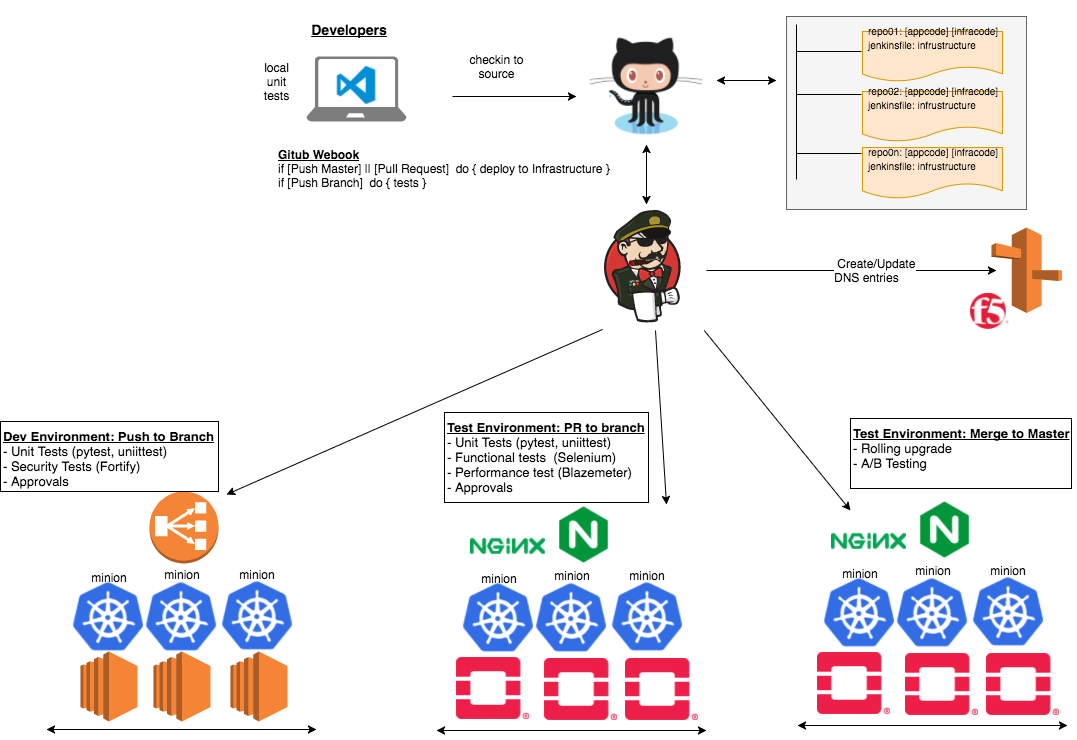 Developers
local
unit
tests
checkin to
source
repo01: [appcode] [infracode]
jenkinsfile: infrustructure
repo02: [appcode] [infracode]
jenkinsfile: infrustructure
repo0n: [appcode] [infracode]
jenkinsfile: infrustructure
Gitub Webook
if [Push Master] || [Pull Request]  do { deploy to Infrastructure }
if [Push Branch]  do { tests }
Create/Update
DNS entries
f5
Dev Environment: Push to Branch
- Unit Tests (pytest, uniittest)
- Security Tests (Fortify)
- Approvals
Test Environment: PR to branch
- Unit Tests (pytest, uniittest)
- Functional tests  (Selenium)
- Performance test (Blazemeter)
- Approvals
Test Environment: Merge to Master
- Rolling upgrade
- A/B Testing
NGINX N
NGINX N
minion minion minion
minion minion minion
minion minion minion